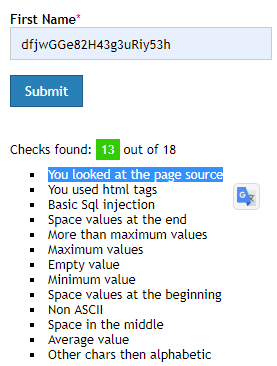 First Name*
dfjwGGe82H43g3uRiy53h
Submit
Checks found: 13 out of 18
You looked at the page source
You used html tags
Basic Sql injection
Space values at the end
More than maximum values
Maximum values
Empty value
Minimum value
Space values at the beginning
Non ASCII
Space in the middle
Average value
Other chars then alphabetic